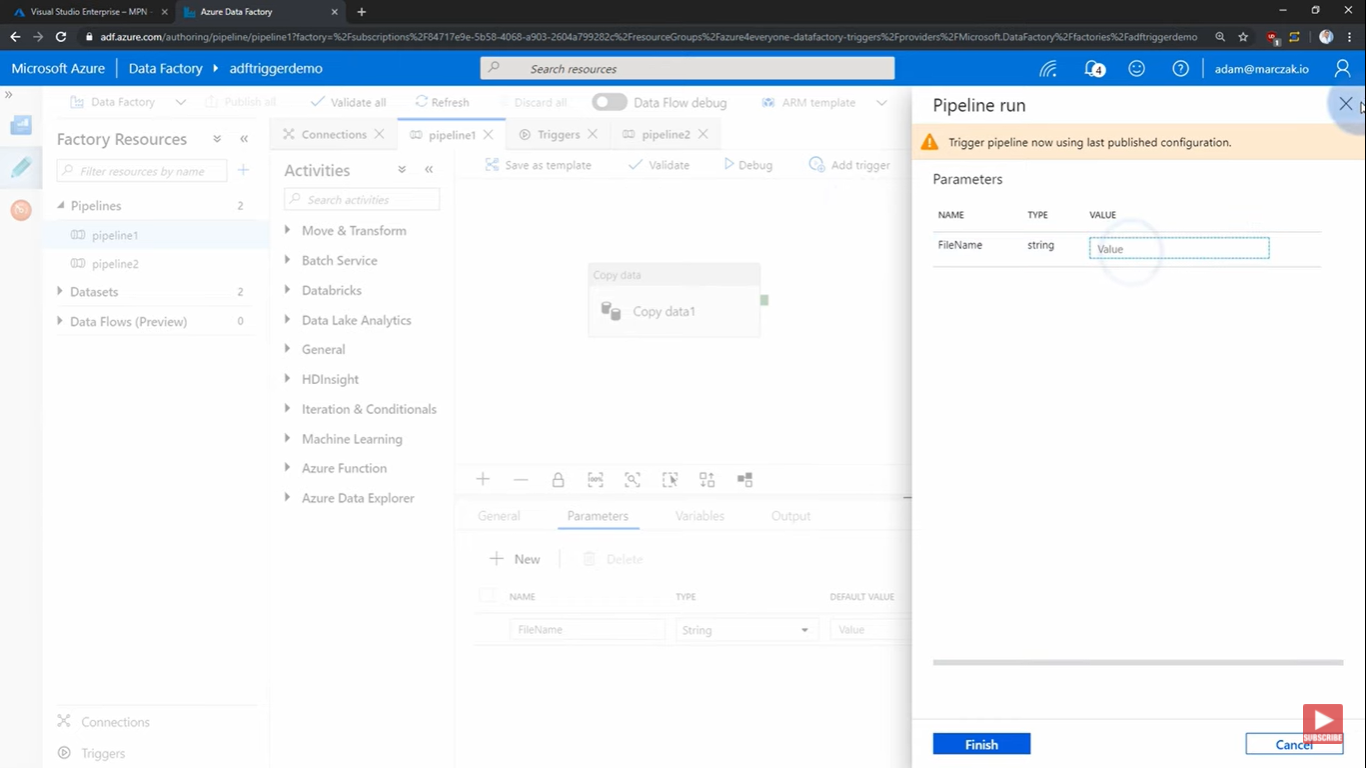 Visual Studio Enterprise – MPN -
Azure Data Factory
adf.azure.com/authoring/pipeline/pipeline1?factory=%2Fsubscriptions%2F84717e9e-5b58-4068-a903-2604a799282c%2FresourceGroups%2Fazure4everyone-datafactory-triggers%2Fproviders%2FMicrosoft.DataFactory%2Ffactories%2Fadftriggerdemo
Microsoft Azure
Data Factory
adftriggerdemo
Search resources
4
adam@marczak.io
Data Factory
Publish all
Validate all
Refresh
Discard all
Data Flow debug
ARM template
Factory Resources
Filter resources by name
Pipelines 2
pipeline1
pipeline2
Datasets 2
Data Flows (Preview) 0
Connections
Triggers
Connections
pipeline1
Triggers
pipeline2
Activities
Search activities
Move & Transform
Batch Service
Databricks
Data Lake Analytics
General
HDInsight
Iteration & Conditionals
Machine Learning
Azure Function
Azure Data Explorer
Save as template
Validate
Debug
Add trigger
Copy data
Copy data1
100%
General
Parameters
Variables
Output
New
Delete
NAME TYPE DEFAULT VALUE
FileName String Value
Pipeline run
Trigger pipeline now using last published configuration.
Parameters
NAME TYPE VALUE
FileName string Value
Finish
Cancel
SUBSCRIBE